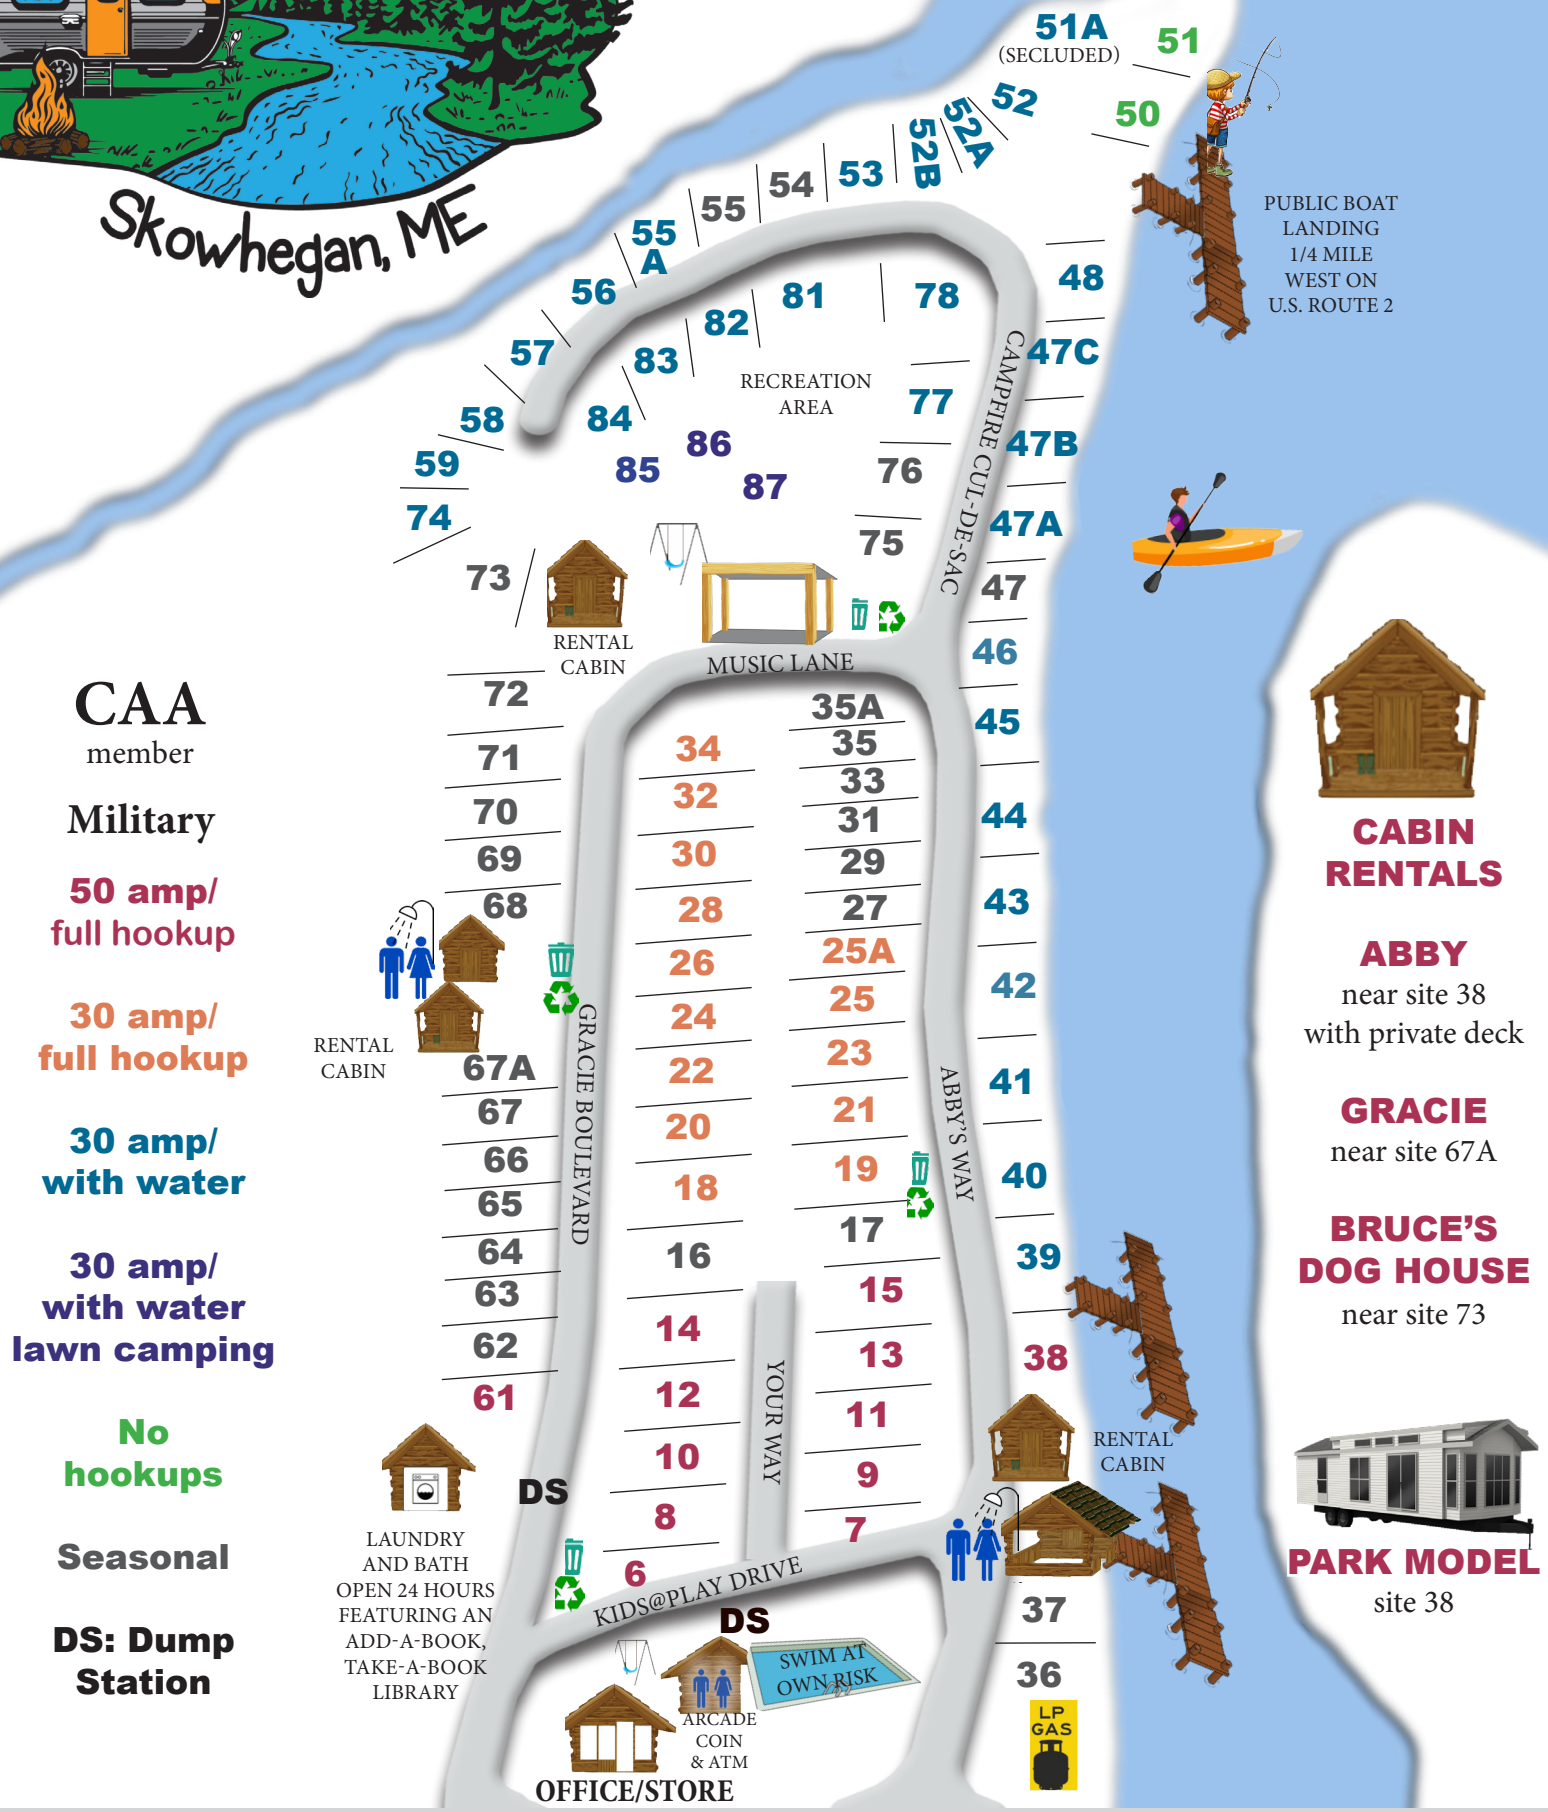 Skowhegan, ME
51A
(SECLUDED)
51
50
52
52A
52B
53
54
55
55
A
56
57
58
59
74
73
81
78
82
83
84
77
76
75
85
86
87
RECREATION
AREA
48
47C
47B
47A
47
46
45
44
43
42
41
40
39
38
37
36
CAMPFIRE CUL-DE-SAC
PUBLIC BOAT
LANDING
1/4 MILE
WEST ON
U.S. ROUTE 2
RENTAL
CABIN
MUSIC LANE
72
71
70
69
68
67A
67
66
65
64
63
62
61
RENTAL
CABIN
GRACIE BOULEVARD
34
32
30
28
26
24
22
20
18
16
14
12
10
8
6
35A
35
33
31
29
27
25A
25
23
21
19
17
15
13
11
9
7
ABBY'S WAY
YOUR WAY
KIDS@PLAY DRIVE
DS
DS
RENTAL
CABIN
LAUNDRY
AND BATH
OPEN 24 HOURS
FEATURING AN
ADD-A-BOOK,
TAKE-A-BOOK
LIBRARY
SWIM AT
OWN RISK
ARCADE
COIN
& ATM
OFFICE/STORE
LP
GAS
CAA
member
Military
50 amp/
full hookup
30 amp/
full hookup
30 amp/
with water
30 amp/
with water
lawn camping
No
hookups
Seasonal
DS: Dump
Station
CABIN
RENTALS
ABBY
near site 38
with private deck
GRACIE
near site 67A
BRUCE'S
DOG HOUSE
near site 73
PARK MODEL
site 38